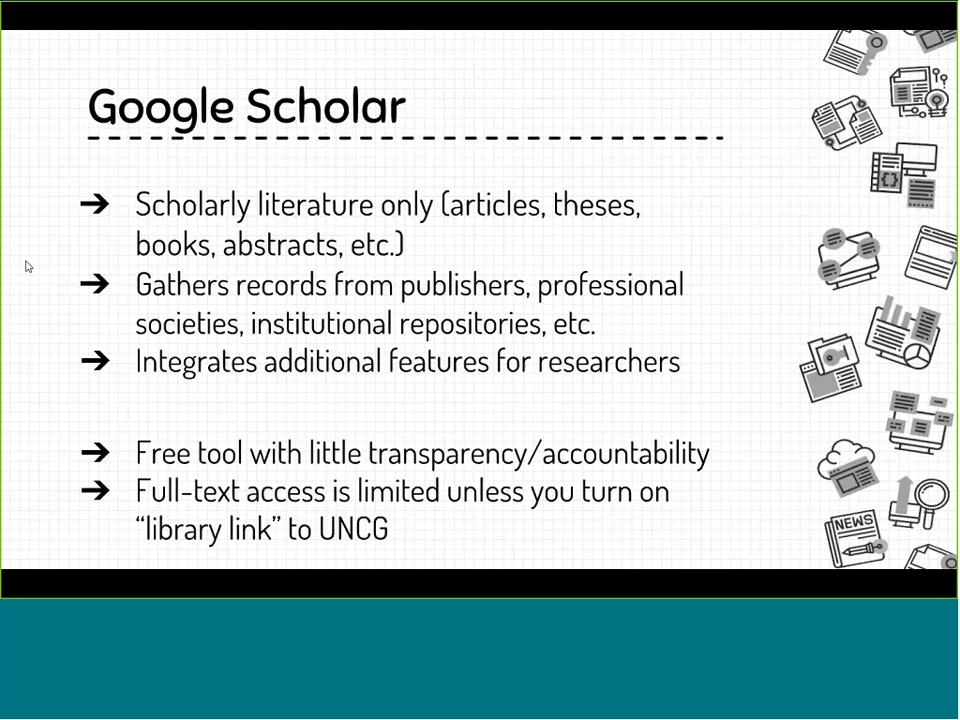 Google Scholar
➔ Scholarly literature only (articles, theses,
books, abstracts, etc.)
➔ Gathers records from publishers, professional
societies, institutional repositories, etc.
➔ Integrates additional features for researchers
➔ Free tool with little transparency/accountability
➔ Full-text access is limited unless you turn on
“library link” to UNCG
NEWS